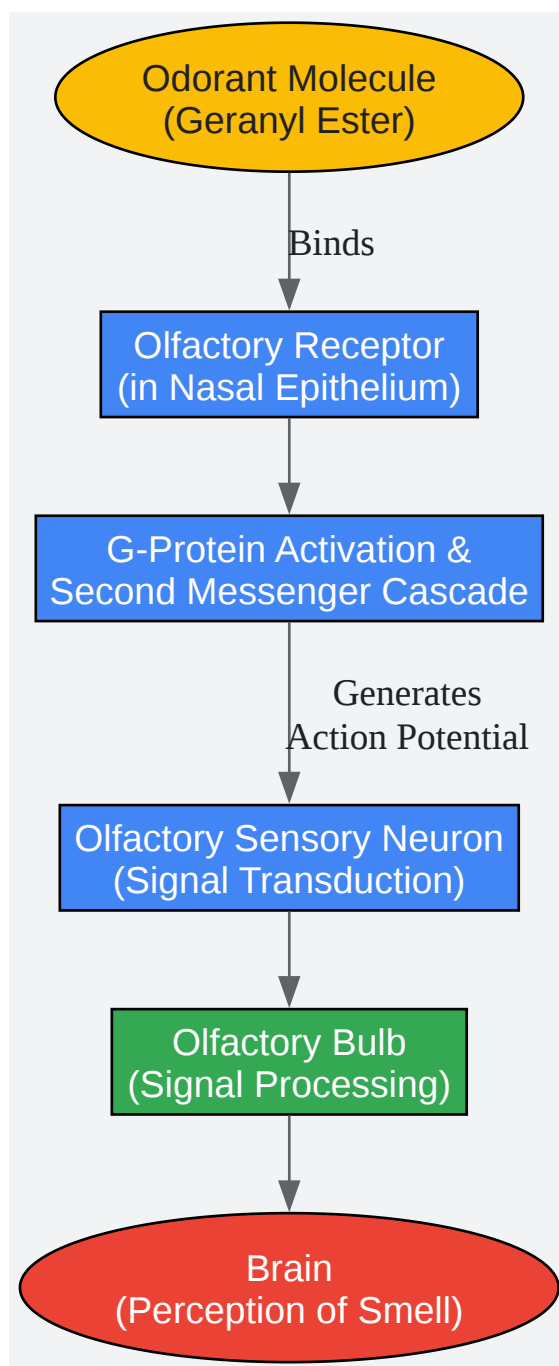 Odorant Molecule
(Geranyl Ester)
Binds
Olfactory Receptor
(in Nasal Epithelium)
G-Protein Activation &
Second Messenger Cascade
Generates
Action Potential
Olfactory Sensory Neuron
(Signal Transduction)
Olfactory Bulb
(Signal Processing)
Brain
(Perception of Smell)